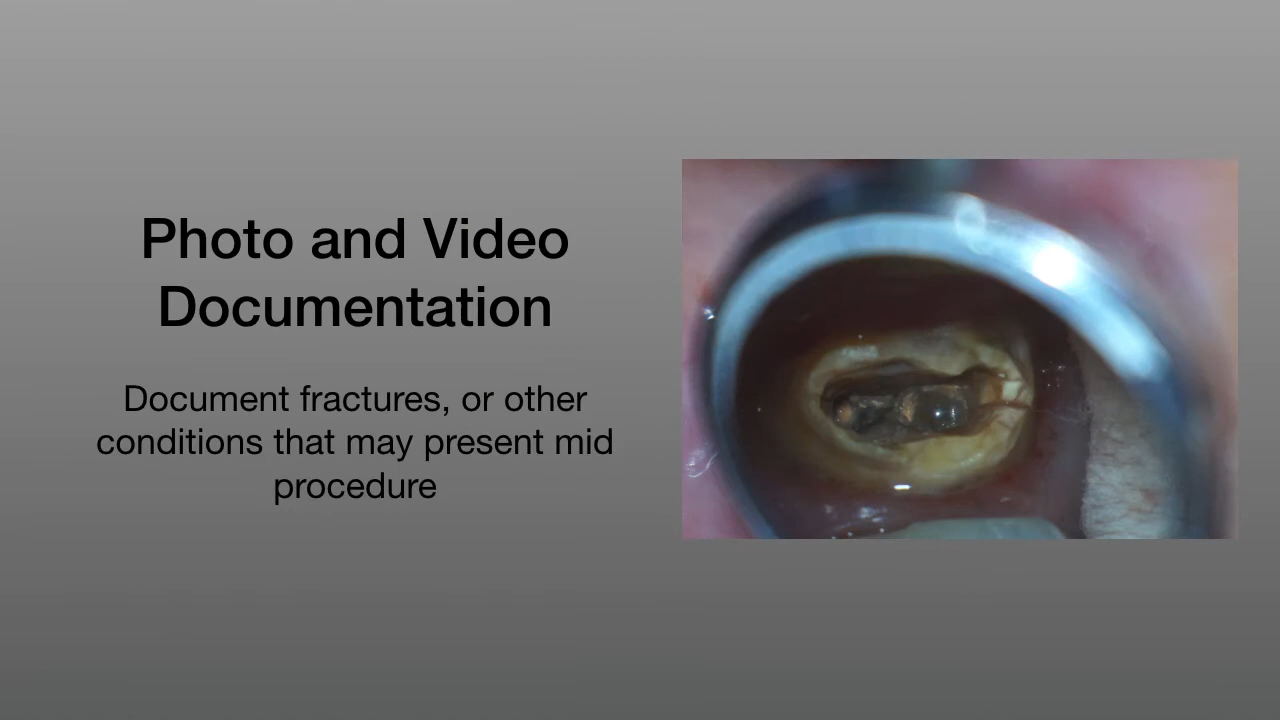 Photo and Video
Documentation
Document fractures, or other
conditions that may present mid
procedure